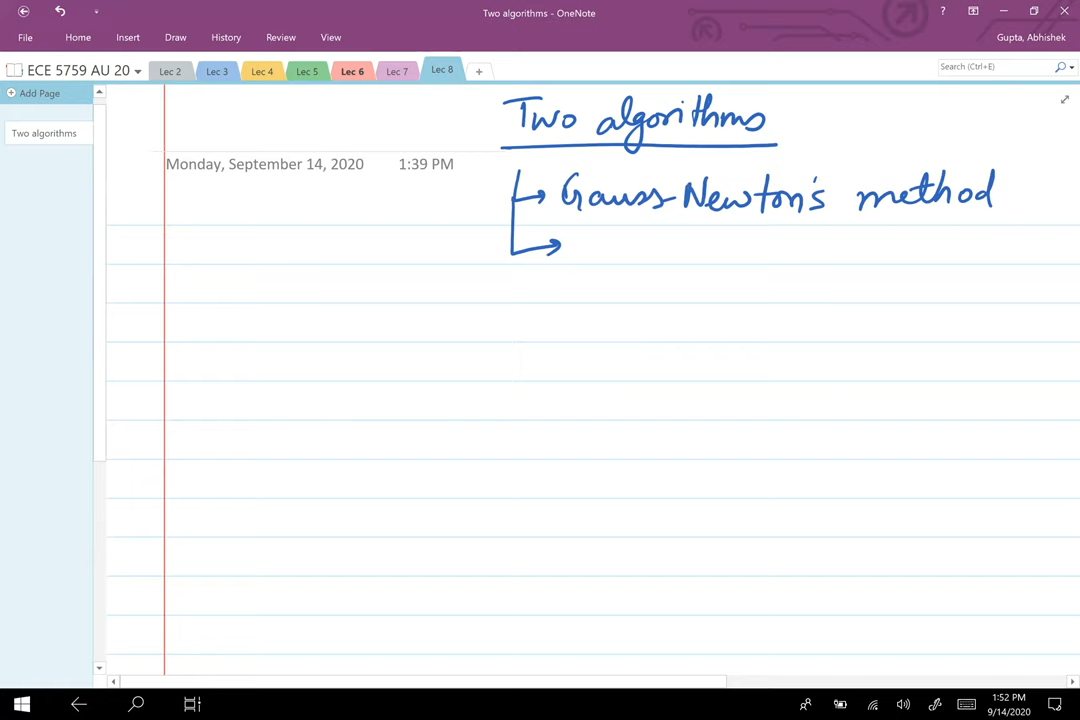 Two algorithms - OneNote
?
File Home Insert Draw History Review View
Gupta, Abhishek
ECE 5759 AU 20
Lec 2 Lec 3 Lec 4 Lec 5 Lec 6 Lec 7 Lec 8 +
Search (Ctrl+E)
Add Page
Two algorithms
Two algorithms
Monday, September 14, 2020 1:39 PM
Gauss-Newton's method
1:52 PM
9/14/2020